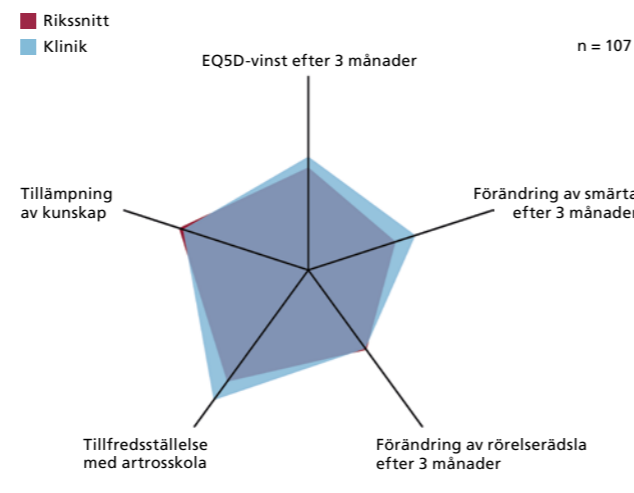 Rikssnitt
Klinik
n = 107
EQ5D-vinst efter 3 månader
Tillämpning
av kunskap
Förändring av smärta
efter 3 månader
Tillfredsställelse
med artrosskola
Förändring av rörelserädsla
efter 3 månader